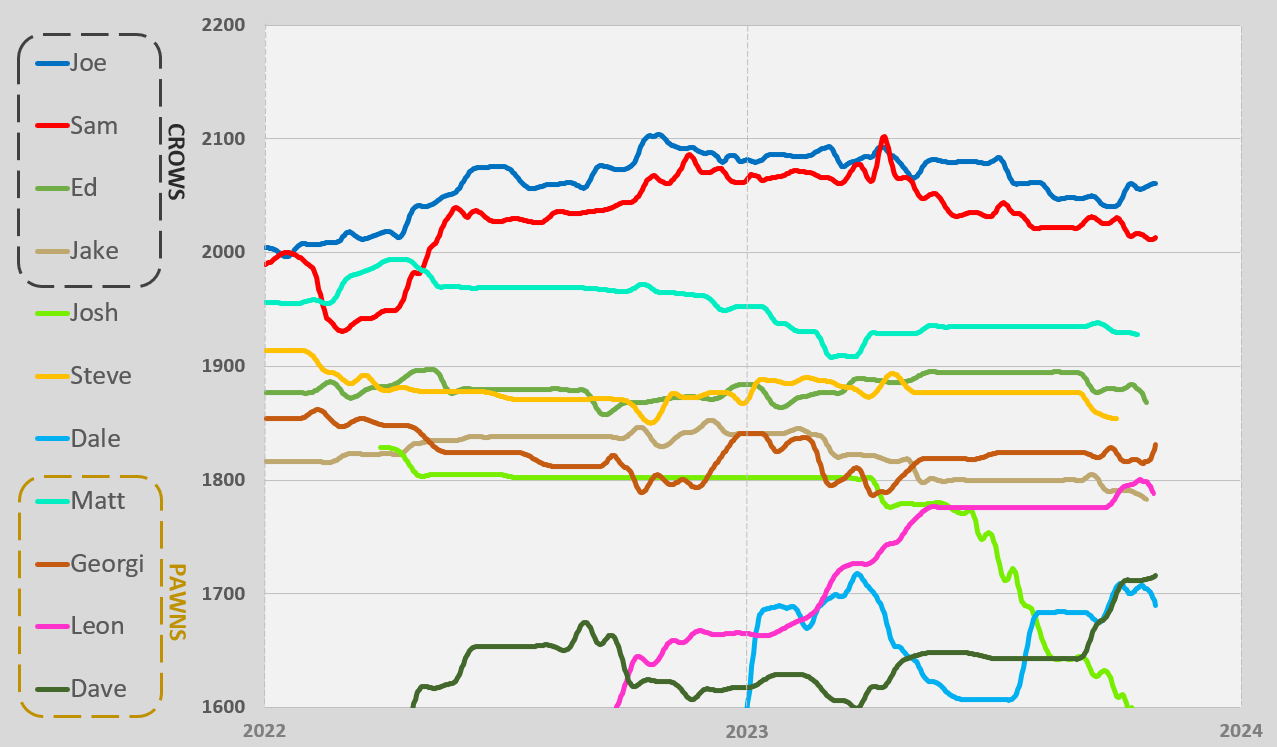 2200
2100
2000
1900
1800
1700
1600
2022
2023
2024
Joe
Sam
Ed
Jake
CROWS
Josh
Steve
Dale
Matt
Georgi
Leon
Dave
PAWNS